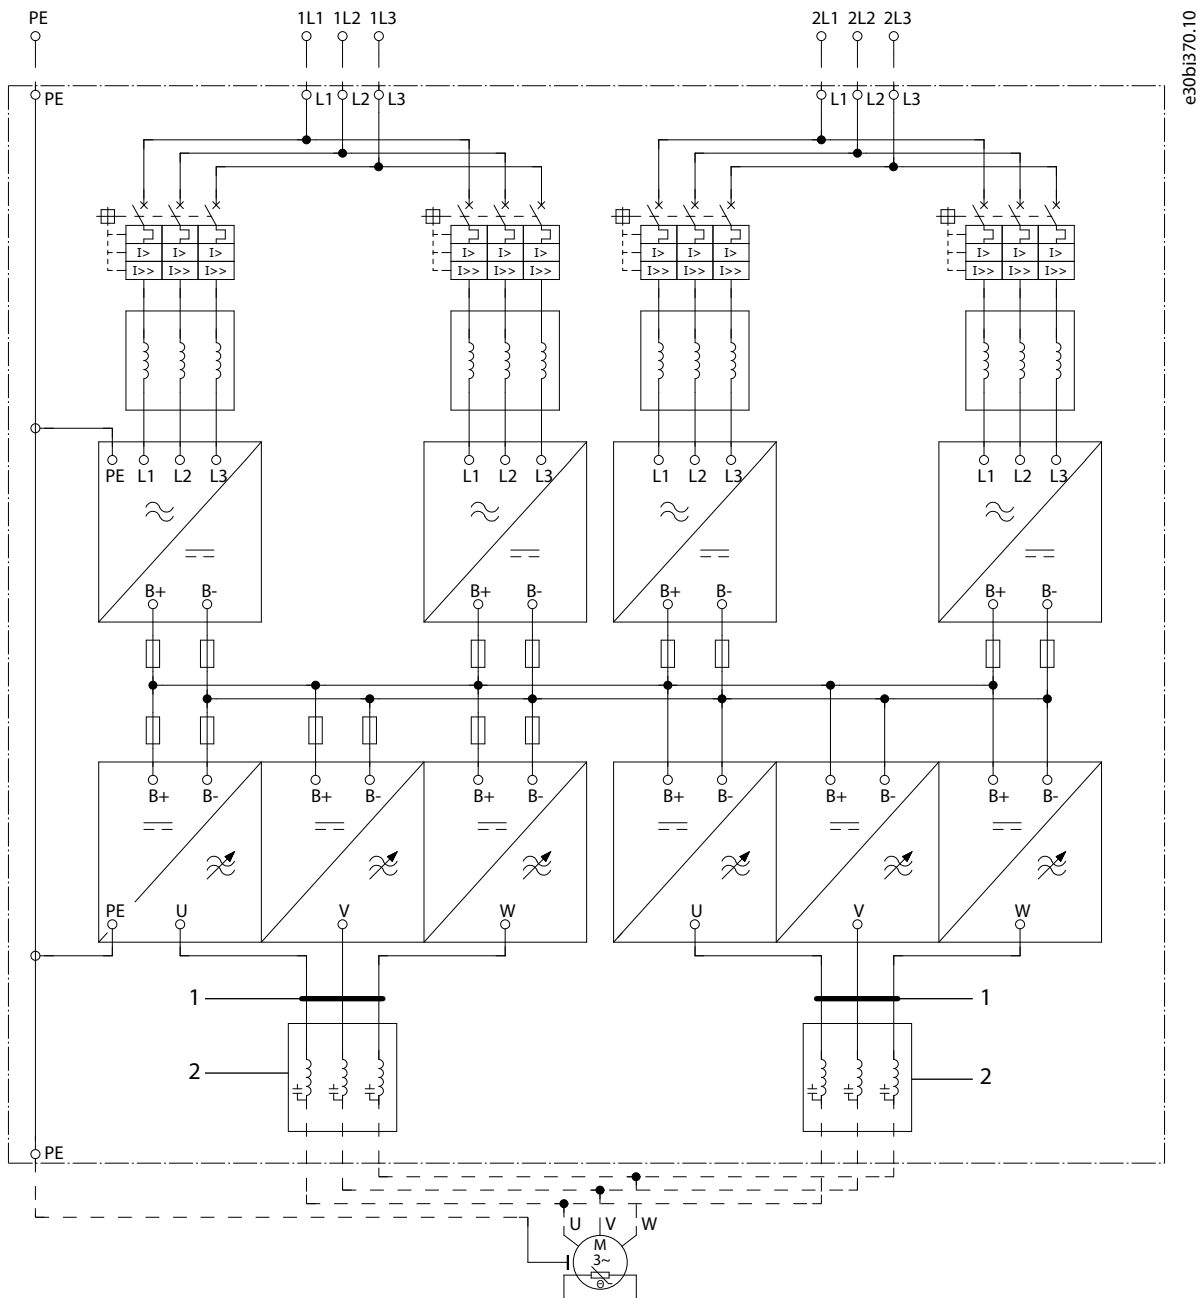 PE 1L1 1L2 1L3 2L1 2L2 2L3
e30bi370.10
PE L1 L2 L3 L1 L2 L3
I> I> I> I> I> I> I> I> I> I> I> I>
I>> I>> I>> I>> I>> I>> I>> I>> I>> I>> I>> I>>
PE L1 L2 L3 L1 L2 L3 L1 L2 L3 L1 L2 L3
B+ B- B+ B- B+ B- B+ B-
B+ B- B+ B- B+ B- B+ B- B+ B- B+ B-
PE U V W U V W
1 1
2 2
PE
U V W
M
3~
Θ